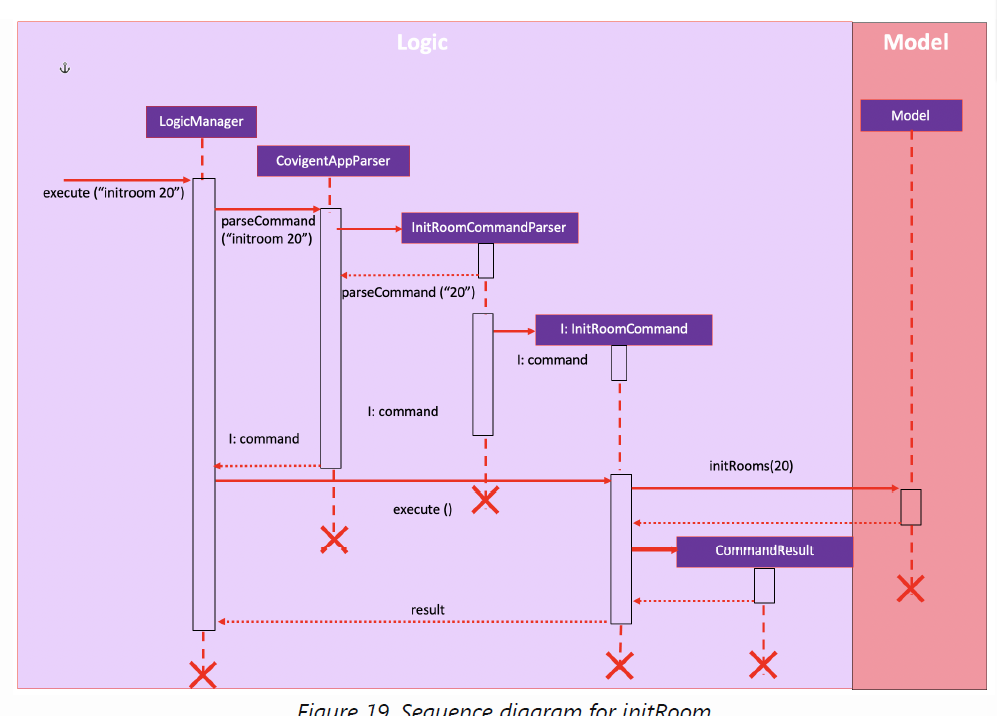 Logic
Model
LogicManager
Model
CovigentAppParser
execute (“initroom 20”)
parseCommand
(“initroom 20”)
InitRoomCommandParser
parseCommand (“20”)
I: InitRoomCommand
I: command
I: command
I: command
initRooms(20)
execute ()
CommandResult
result
Figure 19. Sequence diagram for initRoom